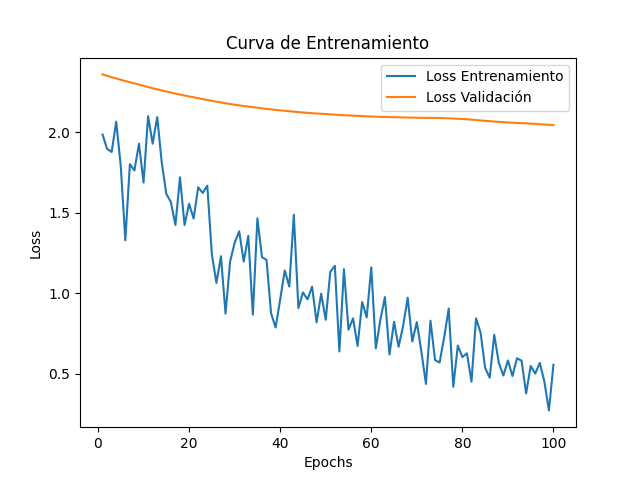 Curva de Entrenamiento
Loss Entrenamiento
Loss Validación
2.0
1.5
1.0
0.5
Loss
0 20 40 60 80 100
Epochs